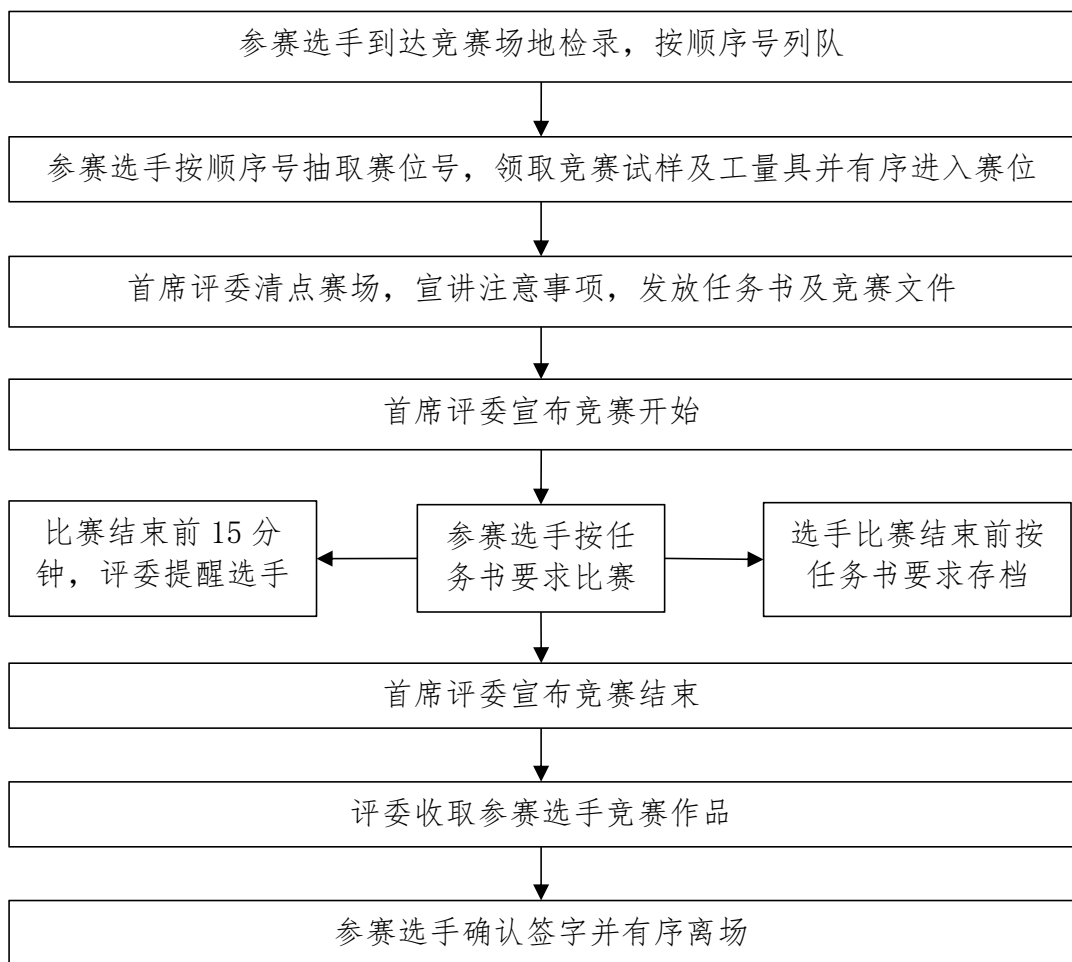 参赛选手到达竞赛场地检录，按顺序号列队
参赛选手按顺序号抽取赛位号，领取竞赛试样及工量具并有序进入赛位
首席评委清点赛场，宣讲注意事项，发放任务书及竞赛文件
首席评委宣布竞赛开始
比赛结束前 15 分
钟，评委提醒选手
参赛选手按任
务书要求比赛
选手比赛结束前按
任务书要求存档
首席评委宣布竞赛结束
评委收取参赛选手竞赛作品
参赛选手确认签字并有序离场